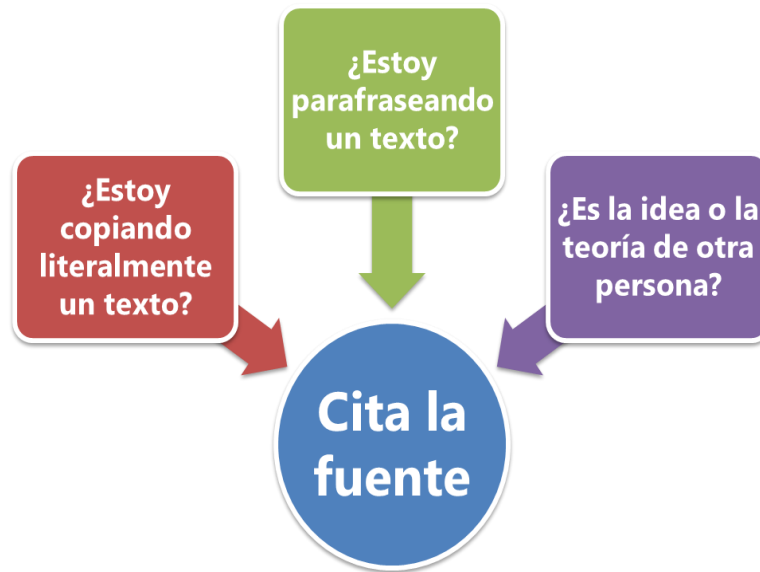 ¿Estoy
parafraseando
un texto?
¿Estoy
copiando
literalmente
un texto?
¿Es la idea o la
teoría de otra
persona?
Cita la
fuente